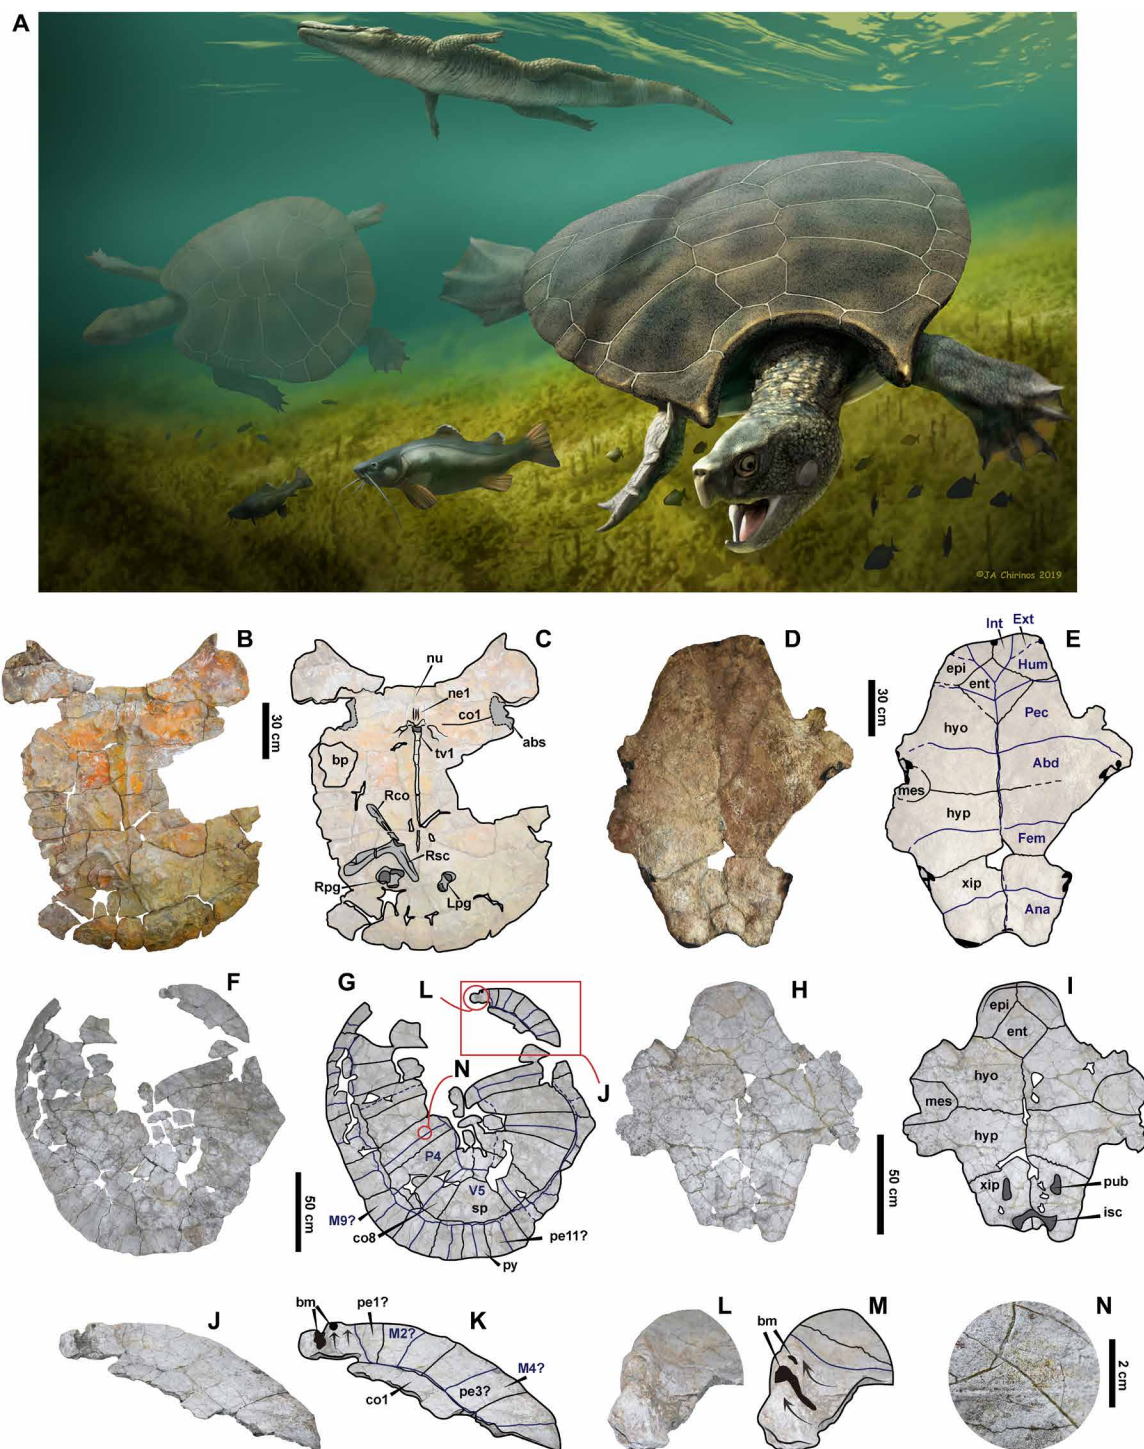 A
©JA Chirinos 2019
B
30 cm
C
nu
ne1
co1
abs
tv1
bp
Rco
Rsc
Rpg
Lpg
D
30 cm
E
Int
Ext
epi
Hum
ent
Pec
hyo
Abd
mes
hyp
Fem
xip
Ana
F
50 cm
G
L
N
J
P4
V5
sp
M9?
co8
pe11?
py
H
50 cm
I
epi
ent
hyo
mes
hyp
xip
pub
isc
J
K
bm
pe1?
M2?
M4?
pe3?
co1
L
M
bm
N
2 cm